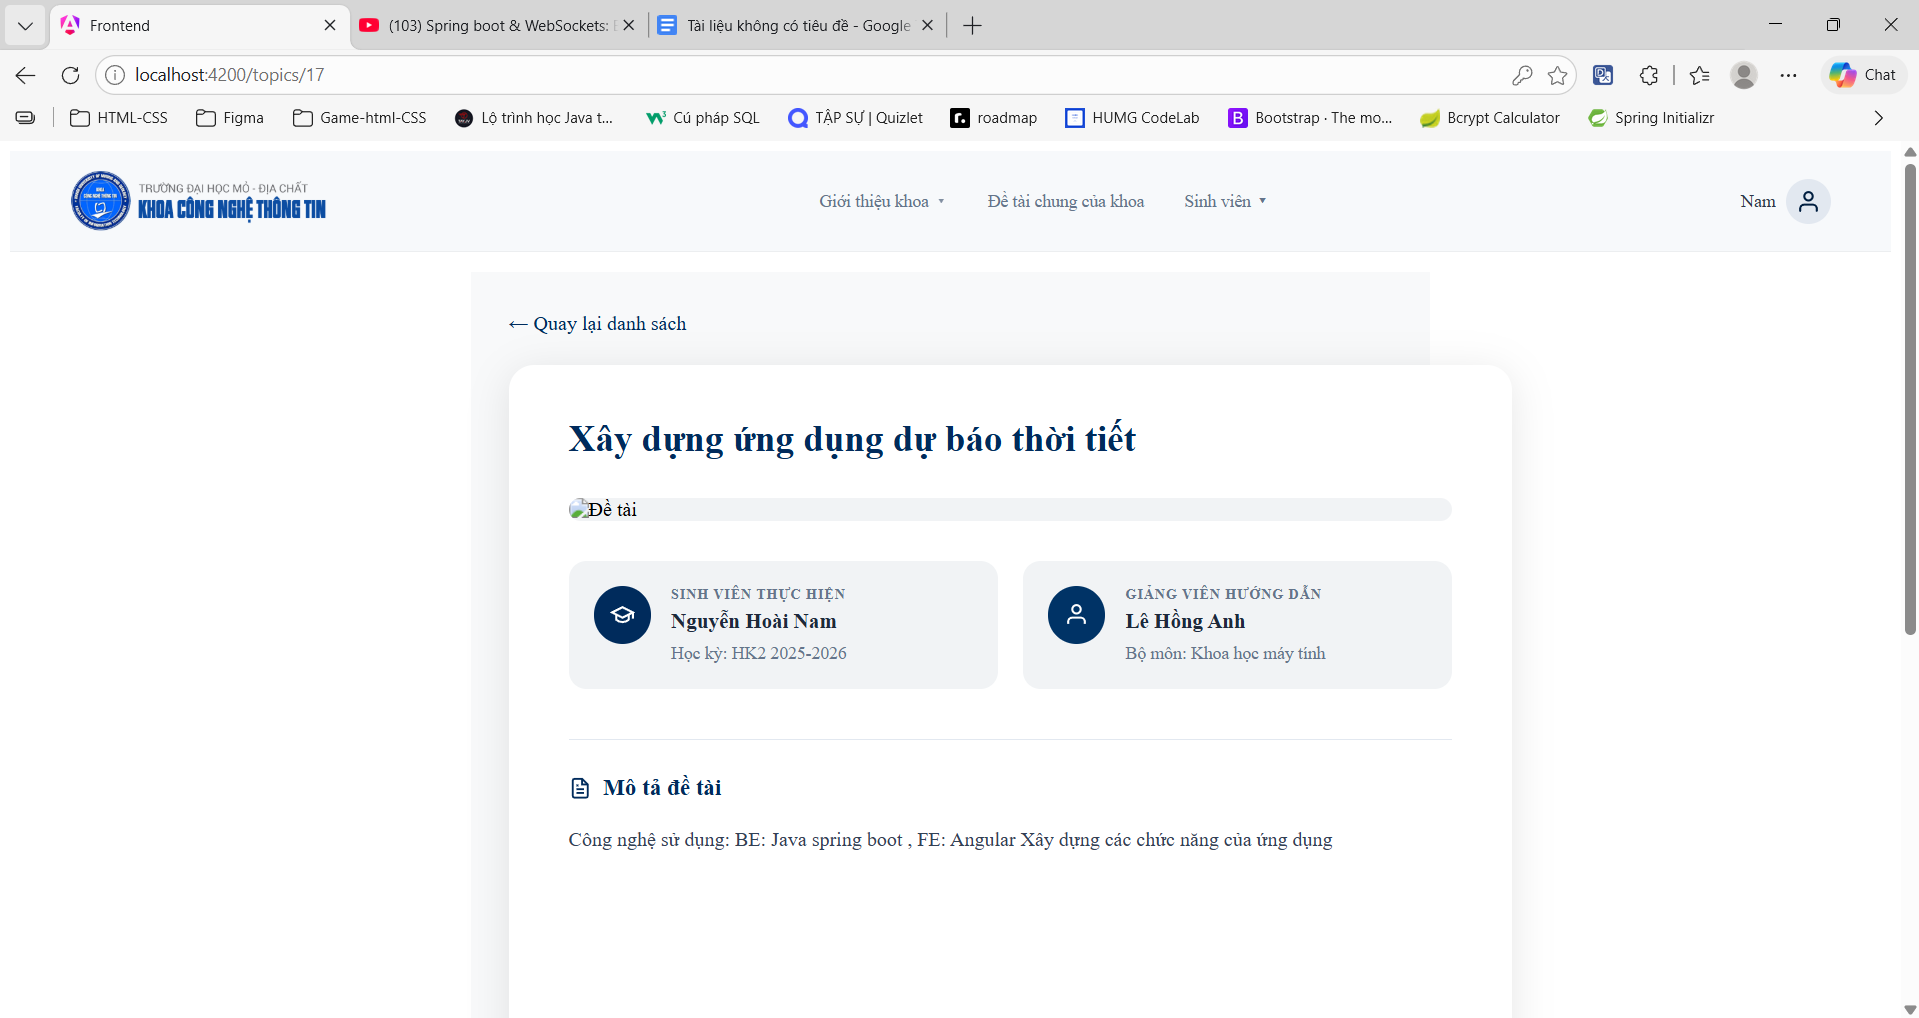 Frontend
(103) Spring boot & WebSockets:
Tài liệu không có tiêu đề - Google
localhost:4200/topics/17
Chat
HTML-CSS
Figma
Game-html-CSS
Lộ trình học Java t...
Cú pháp SQL
TẬP SỰ | Quizlet
roadmap
HUMG CodeLab
Bootstrap · The mo...
Bcrypt Calculator
Spring Initializr
TRƯỜNG ĐẠI HỌC MỎ - ĐỊA CHẤT
KHOA CÔNG NGHỆ THÔNG TIN
Giới thiệu khoa
Đề tài chung của khoa
Sinh viên
Nam
← Quay lại danh sách
Xây dựng ứng dụng dự báo thời tiết
Đề tài
SINH VIÊN THỰC HIỆN
Nguyễn Hoài Nam
Học kỳ: HK2 2025-2026
GIẢNG VIÊN HƯỚNG DẪN
Lê Hồng Anh
Bộ môn: Khoa học máy tính
Mô tả đề tài
Công nghệ sử dụng: BE: Java spring boot , FE: Angular Xây dựng các chức năng của ứng dụng